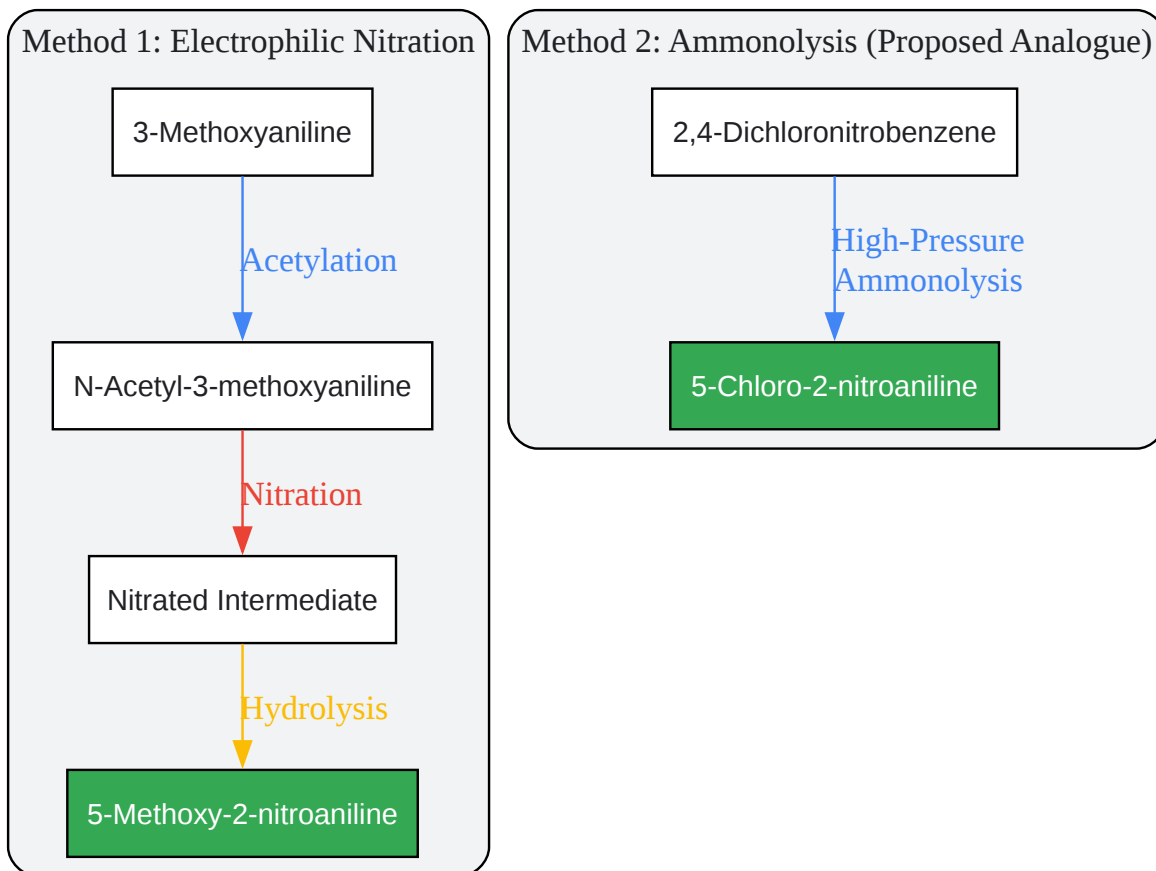 Method 1: Electrophilic Nitration
3-Methoxyaniline
Acetylation
N-Acetyl-3-methoxyaniline
Nitration
Nitrated Intermediate
Hydrolysis
5-Methoxy-2-nitroaniline
Method 2: Ammonolysis (Proposed Analogue)
2,4-Dichloronitrobenzene
High-Pressure
Ammonolysis
5-Chloro-2-nitroaniline